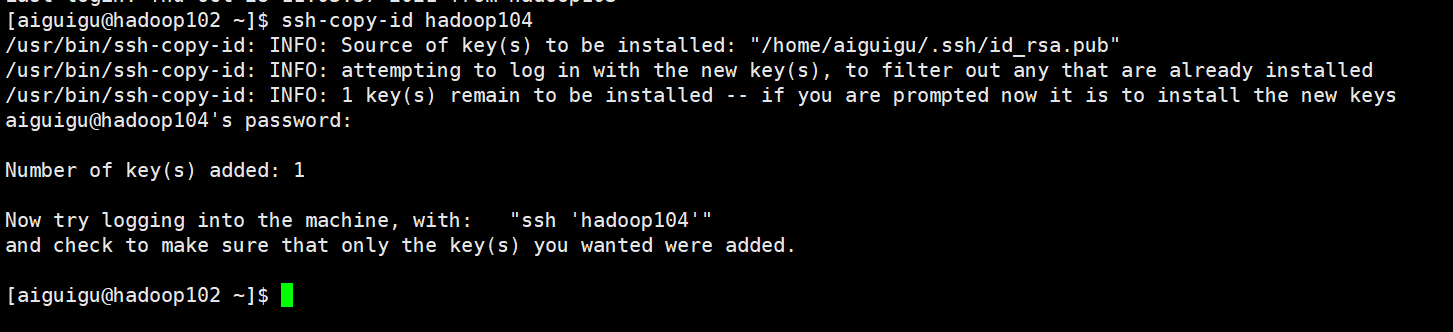 [aiguigu@hadoop102 ~]$ ssh-copy-id hadoop104
/usr/bin/ssh-copy-id: INFO: Source of key(s) to be installed: "/home/aiguigu/.ssh/id_rsa.pub"
/usr/bin/ssh-copy-id: INFO: attempting to log in with the new key(s), to filter out any that are already installed
/usr/bin/ssh-copy-id: INFO: 1 key(s) remain to be installed -- if you are prompted now it is to install the new keys
aiguigu@hadoop104's password:
Number of key(s) added: 1
Now try logging into the machine, with:   "ssh 'hadoop104'"
and check to make sure that only the key(s) you wanted were added.
[aiguigu@hadoop102 ~]$